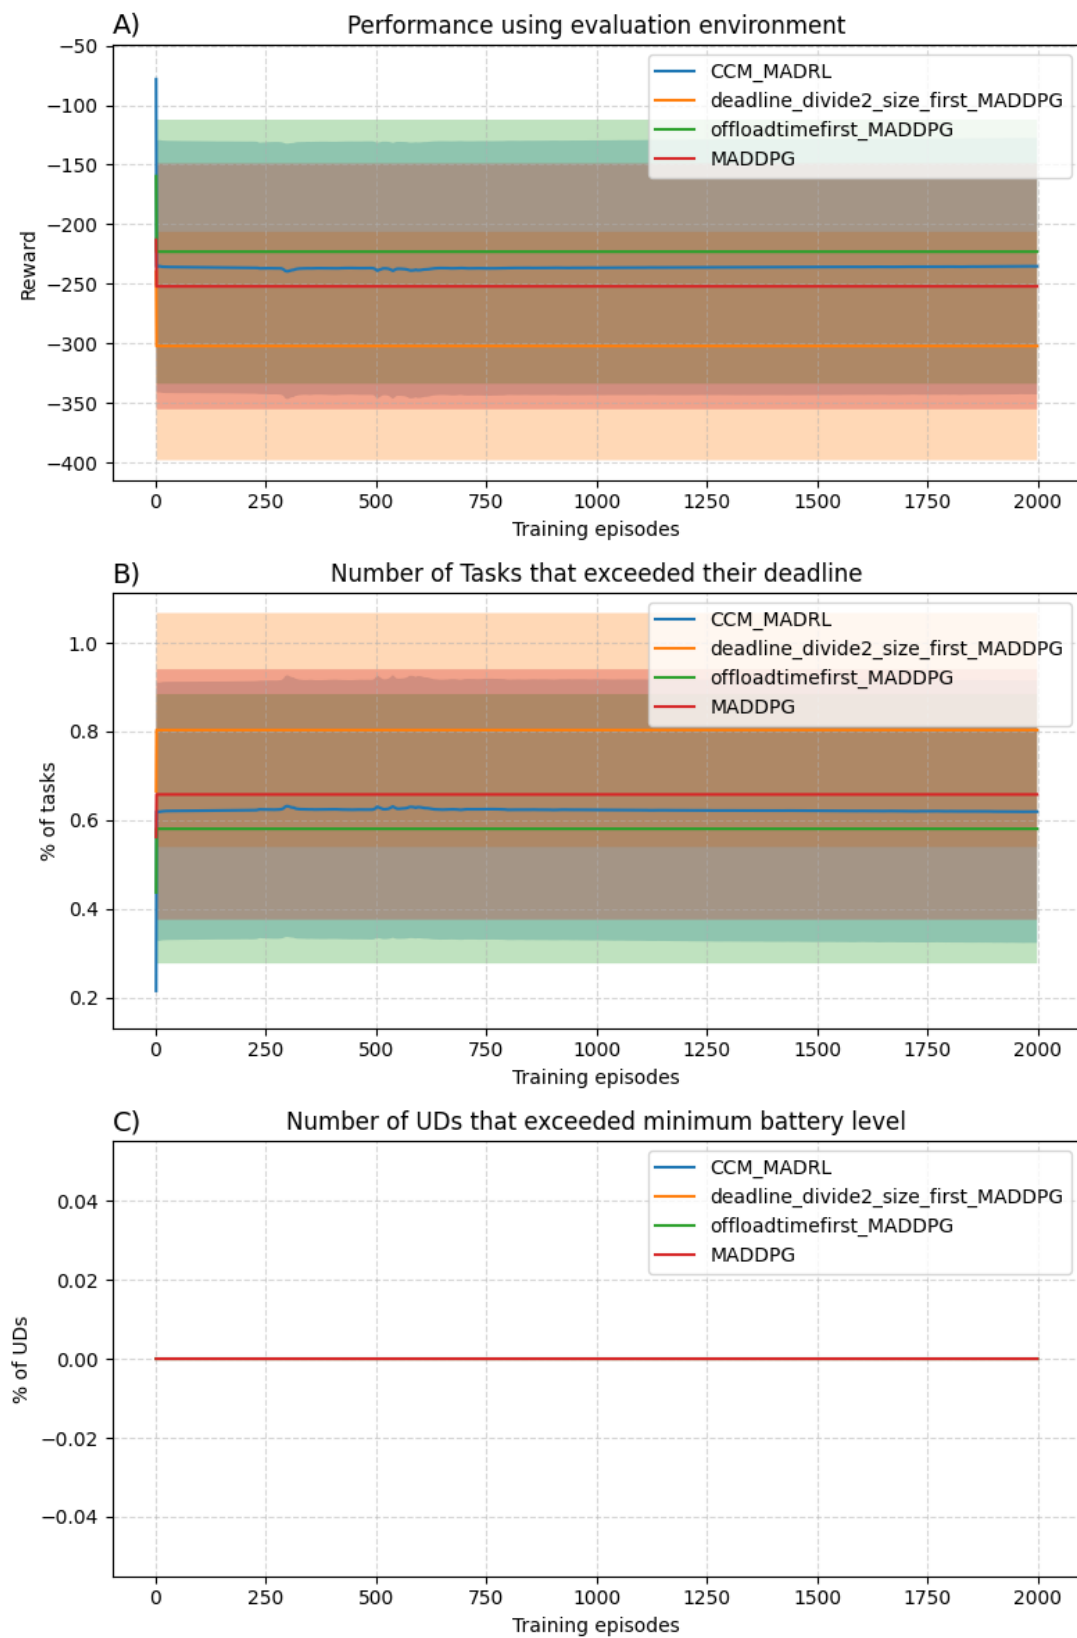 A)
Performance using evaluation environment
−50
−100
−150
−200
−250
−300
−350
−400
Reward
CCM_MADRL
deadline_divide2_size_first_MADDPG
offloadtimefirst_MADDPG
MADDPG
0 250 500 750 1000 1250 1500 1750 2000
Training episodes
B)
Number of Tasks that exceeded their deadline
1.0
0.8
0.6
0.4
0.2
% of tasks
CCM_MADRL
deadline_divide2_size_first_MADDPG
offloadtimefirst_MADDPG
MADDPG
0 250 500 750 1000 1250 1500 1750 2000
Training episodes
C)
Number of UDs that exceeded minimum battery level
0.04
0.02
0.00
−0.02
−0.04
% of UDs
CCM_MADRL
deadline_divide2_size_first_MADDPG
offloadtimefirst_MADDPG
MADDPG
0 250 500 750 1000 1250 1500 1750 2000
Training episodes